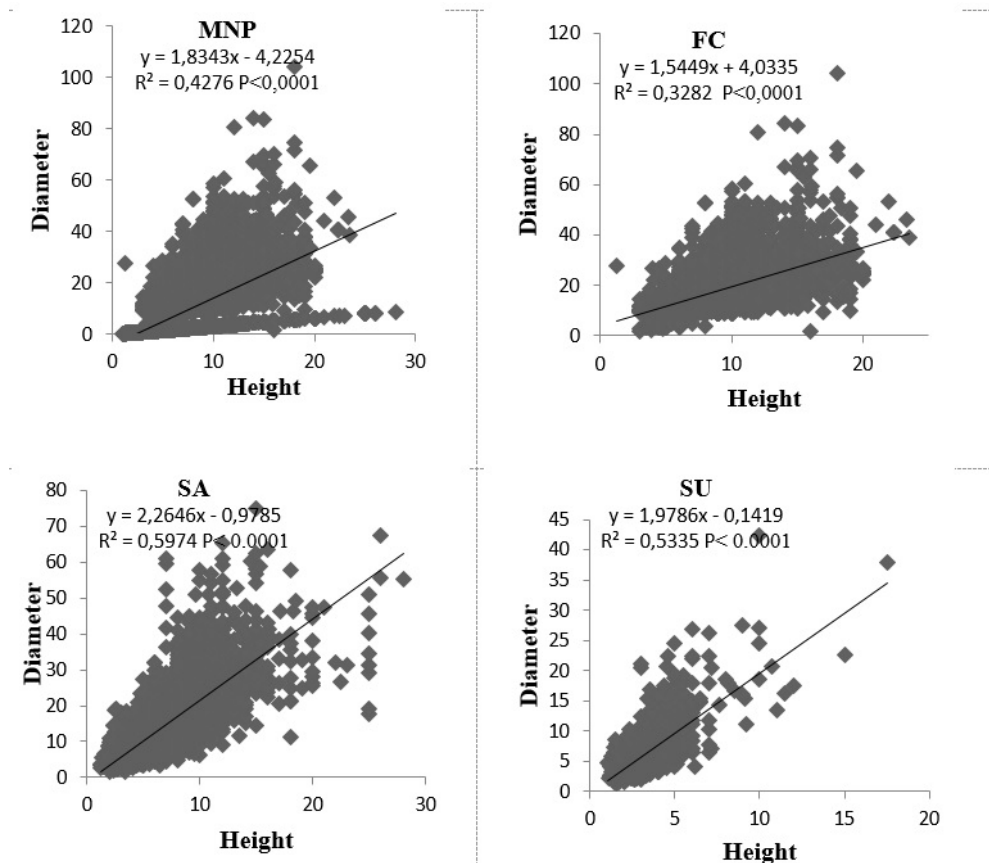 MNP
y = 1,8343x - 4,2254
R² = 0,4276 P<0,0001
120
100
80
60
40
20
0
Diameter
0 10 20 30
Height
FC
y = 1,5449x + 4,0335
R² = 0,3282 P<0,0001
120
100
80
60
40
20
0
Diameter
0 10 20
Height
SA
y = 2,2646x - 0,9785
R² = 0,5974 P< 0.0001
80
70
60
50
40
30
20
10
0
Diameter
0 10 20 30
Height
SU
y = 1,9786x - 0,1419
R² = 0,5335 P< 0.0001
45
40
35
30
25
20
15
10
5
0
Diameter
0 5 10 15 20
Height